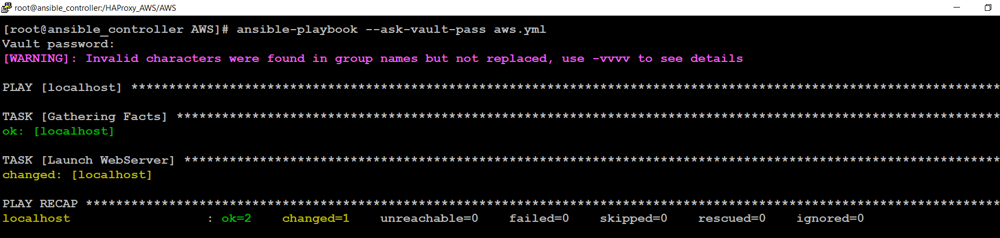 root@ansible_controller:/HAProxy_AWS/AWS
[root@ansible_controller AWS]# ansible-playbook --ask-vault-pass aws.yml
Vault password:
[WARNING]: Invalid characters were found in group names but not replaced, use -vvvv to see details
PLAY [localhost] *******************************************************************************************************************
TASK [Gathering Facts] *************************************************************************************************************
ok: [localhost]
TASK [Launch WebServer] ************************************************************************************************************
changed: [localhost]
PLAY RECAP *************************************************************************************************************************
localhost                  : ok=2    changed=1    unreachable=0    failed=0    skipped=0    rescued=0    ignored=0